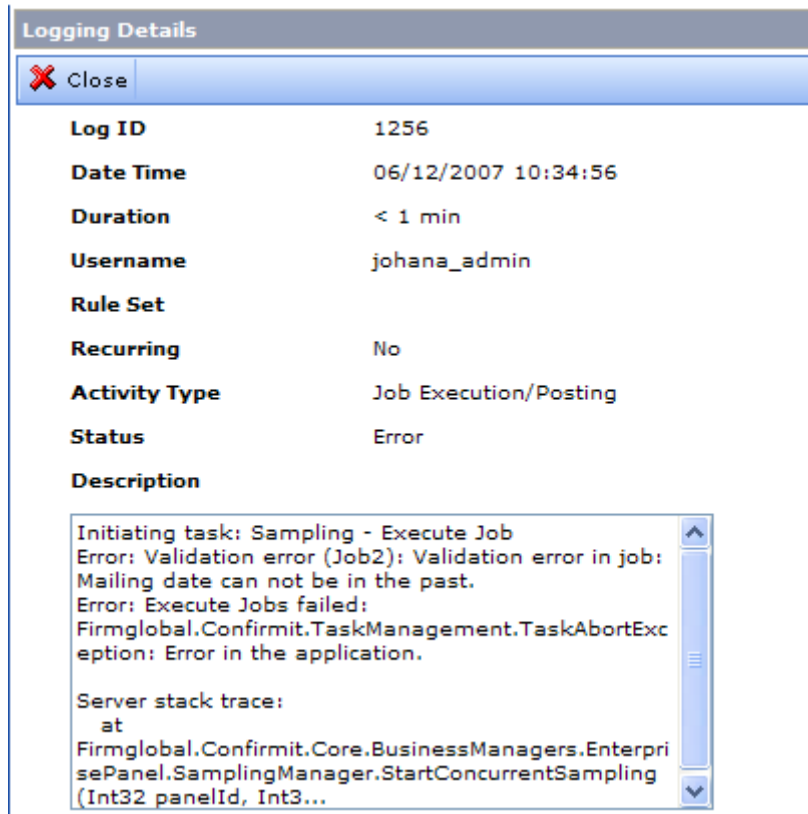 Logging Details
Close
Log ID 1256
Date Time 06/12/2007 10:34:56
Duration < 1 min
Username johana_admin
Rule Set
Recurring No
Activity Type Job Execution/Posting
Status Error
Description
Initiating task: Sampling - Execute Job
Error: Validation error (Job2): Validation error in job:
Mailing date can not be in the past.
Error: Execute Jobs failed:
Firmglobal.Confirmit.TaskManagement.TaskAbortExc
eption: Error in the application.
Server stack trace:
at
Firmglobal.Confirmit.Core.BusinessManagers.Enterpri
sePanel.SamplingManager.StartConcurrentSampling
(Int32 panelId, Int3...